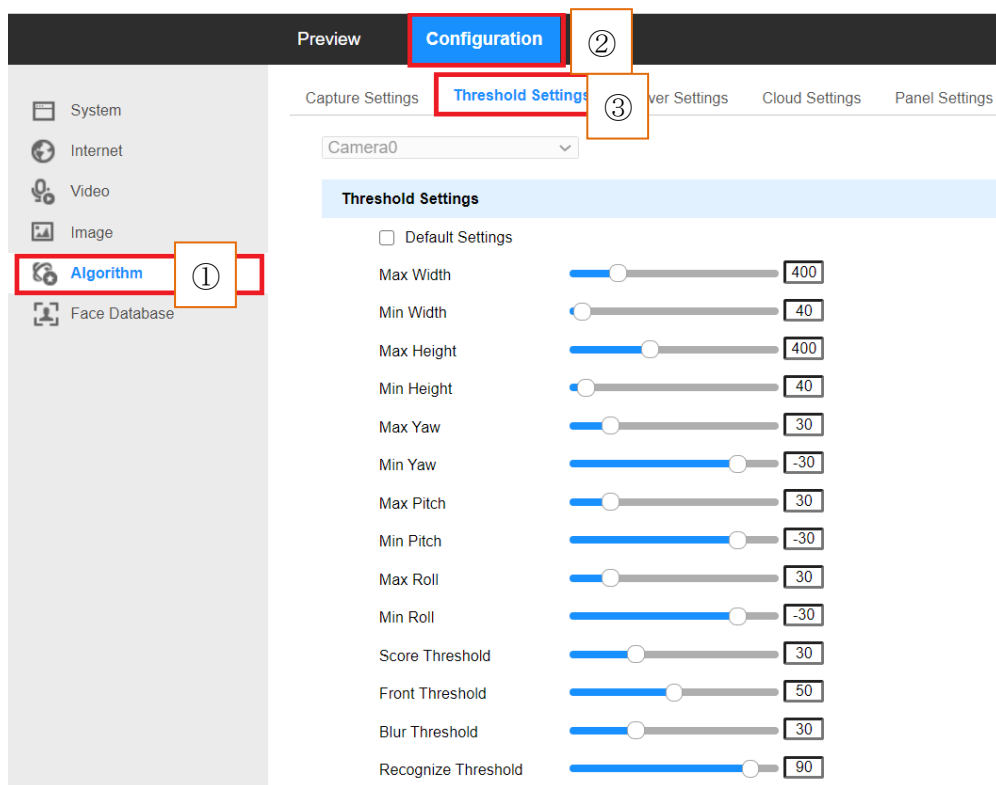 Preview Configuration ②
Capture Settings Threshold Settings ③ ver Settings Cloud Settings Panel Settings
System
Internet
Video
Image
Algorithm ①
Face Database
Camera0
Threshold Settings
Default Settings
Max Width 400
Min Width 40
Max Height 400
Min Height 40
Max Yaw 30
Min Yaw -30
Max Pitch 30
Min Pitch -30
Max Roll 30
Min Roll -30
Score Threshold 30
Front Threshold 50
Blur Threshold 30
Recognize Threshold 90